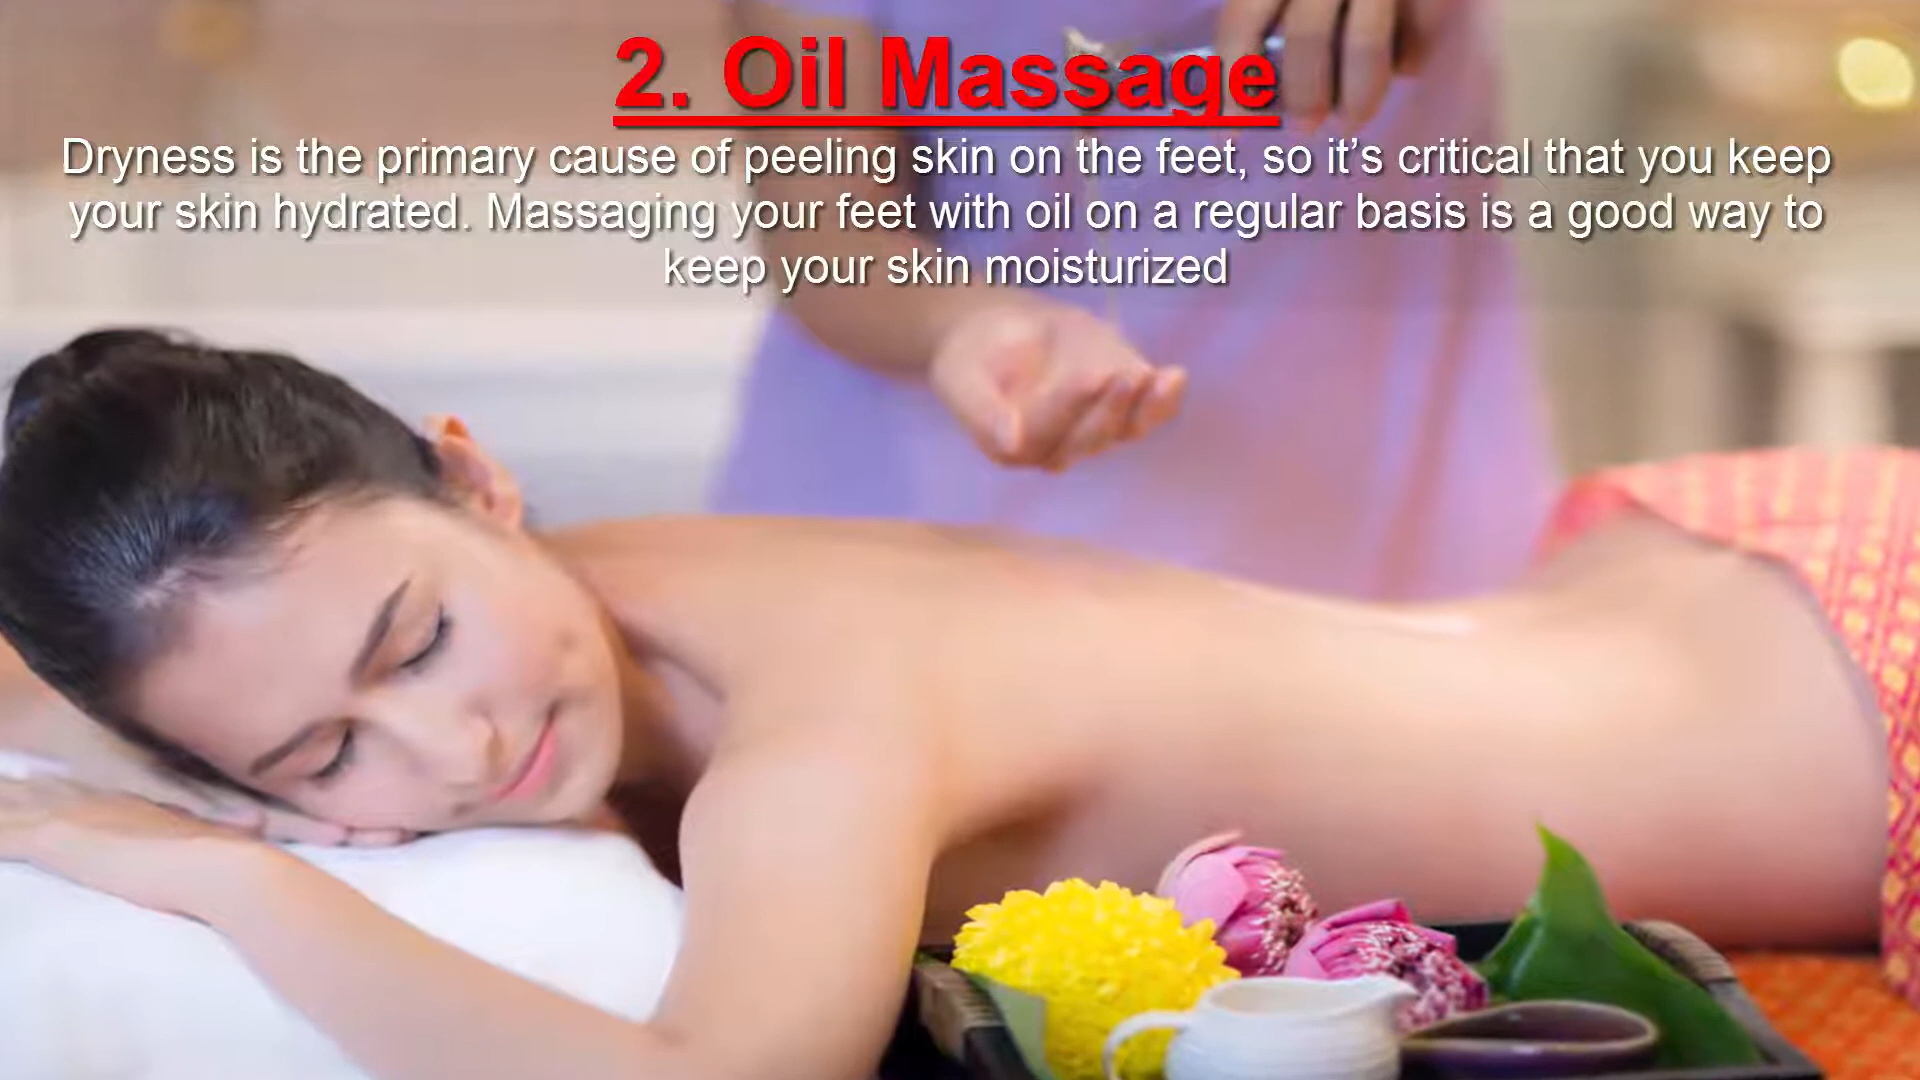 2. Oil Massage
Dryness is the primary cause of peeling skin on the feet, so it’s critical that you keep
your skin hydrated. Massaging your feet with oil on a regular basis is a good way to
keep your skin moisturized